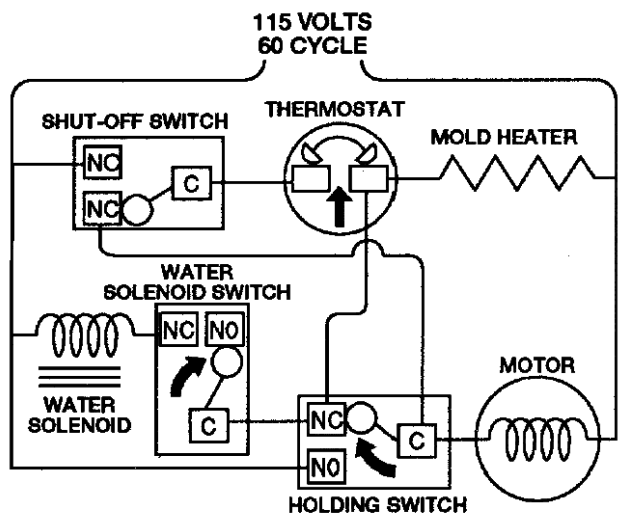 115 VOLTS
60 CYCLE
THERMOSTAT
SHUT-OFF SWITCH
MOLD HEATER
NC
C
NC
WATER
SOLENOID SWITCH
NC NO
MOTOR
WATER
SOLENOID
C
NC
C
NO
HOLDING SWITCH